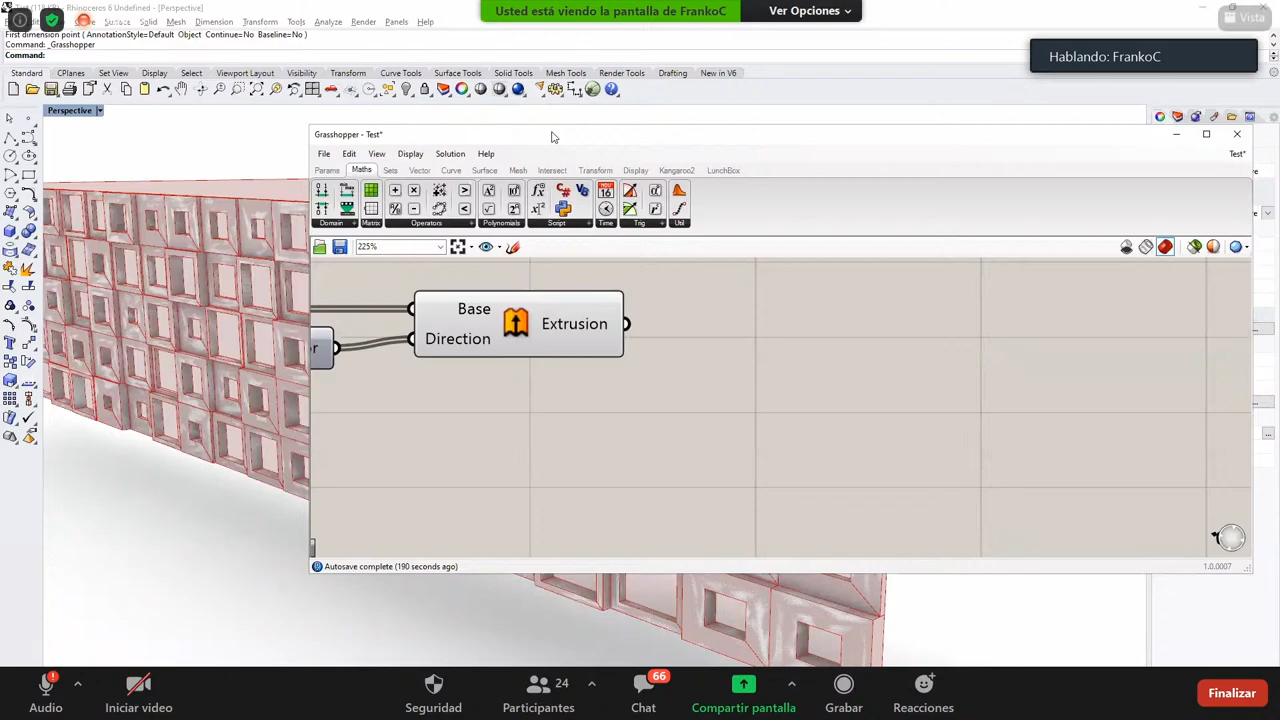 Rhinoceros 6 Undefined - [Perspective]
Usted está viendo la pantalla de FrankoC
Ver Opciones
Vista
Surface Mesh Dimension Transform Tools Analyze Render Panels Help
First dimension point ( AnnotationStyle=Default Object Continue=No Baseline=No )
Command: _Grasshopper
Command:
Hablando: FrankoC
Standard CPlanes Set View Display Select Viewport Layout Visibility Transform Curve Tools Surface Tools Solid Tools Mesh Tools Render Tools Drafting New in V6
Perspective
Grasshopper - Test*
File Edit View Display Solution Help
Test*
Params Maths Sets Vector Curve Surface Mesh Intersect Transform Display Kangaroo2 LunchBox
Domain Matrix Operators Polynomials Script Time Trig Util
225%
Base
Direction
Extrusion
r
Autosave complete (190 seconds ago)
1.0.0007
66
24
Audio
Iniciar video
Seguridad
Participantes
Chat
Compartir pantalla
Grabar
Reacciones
Finalizar